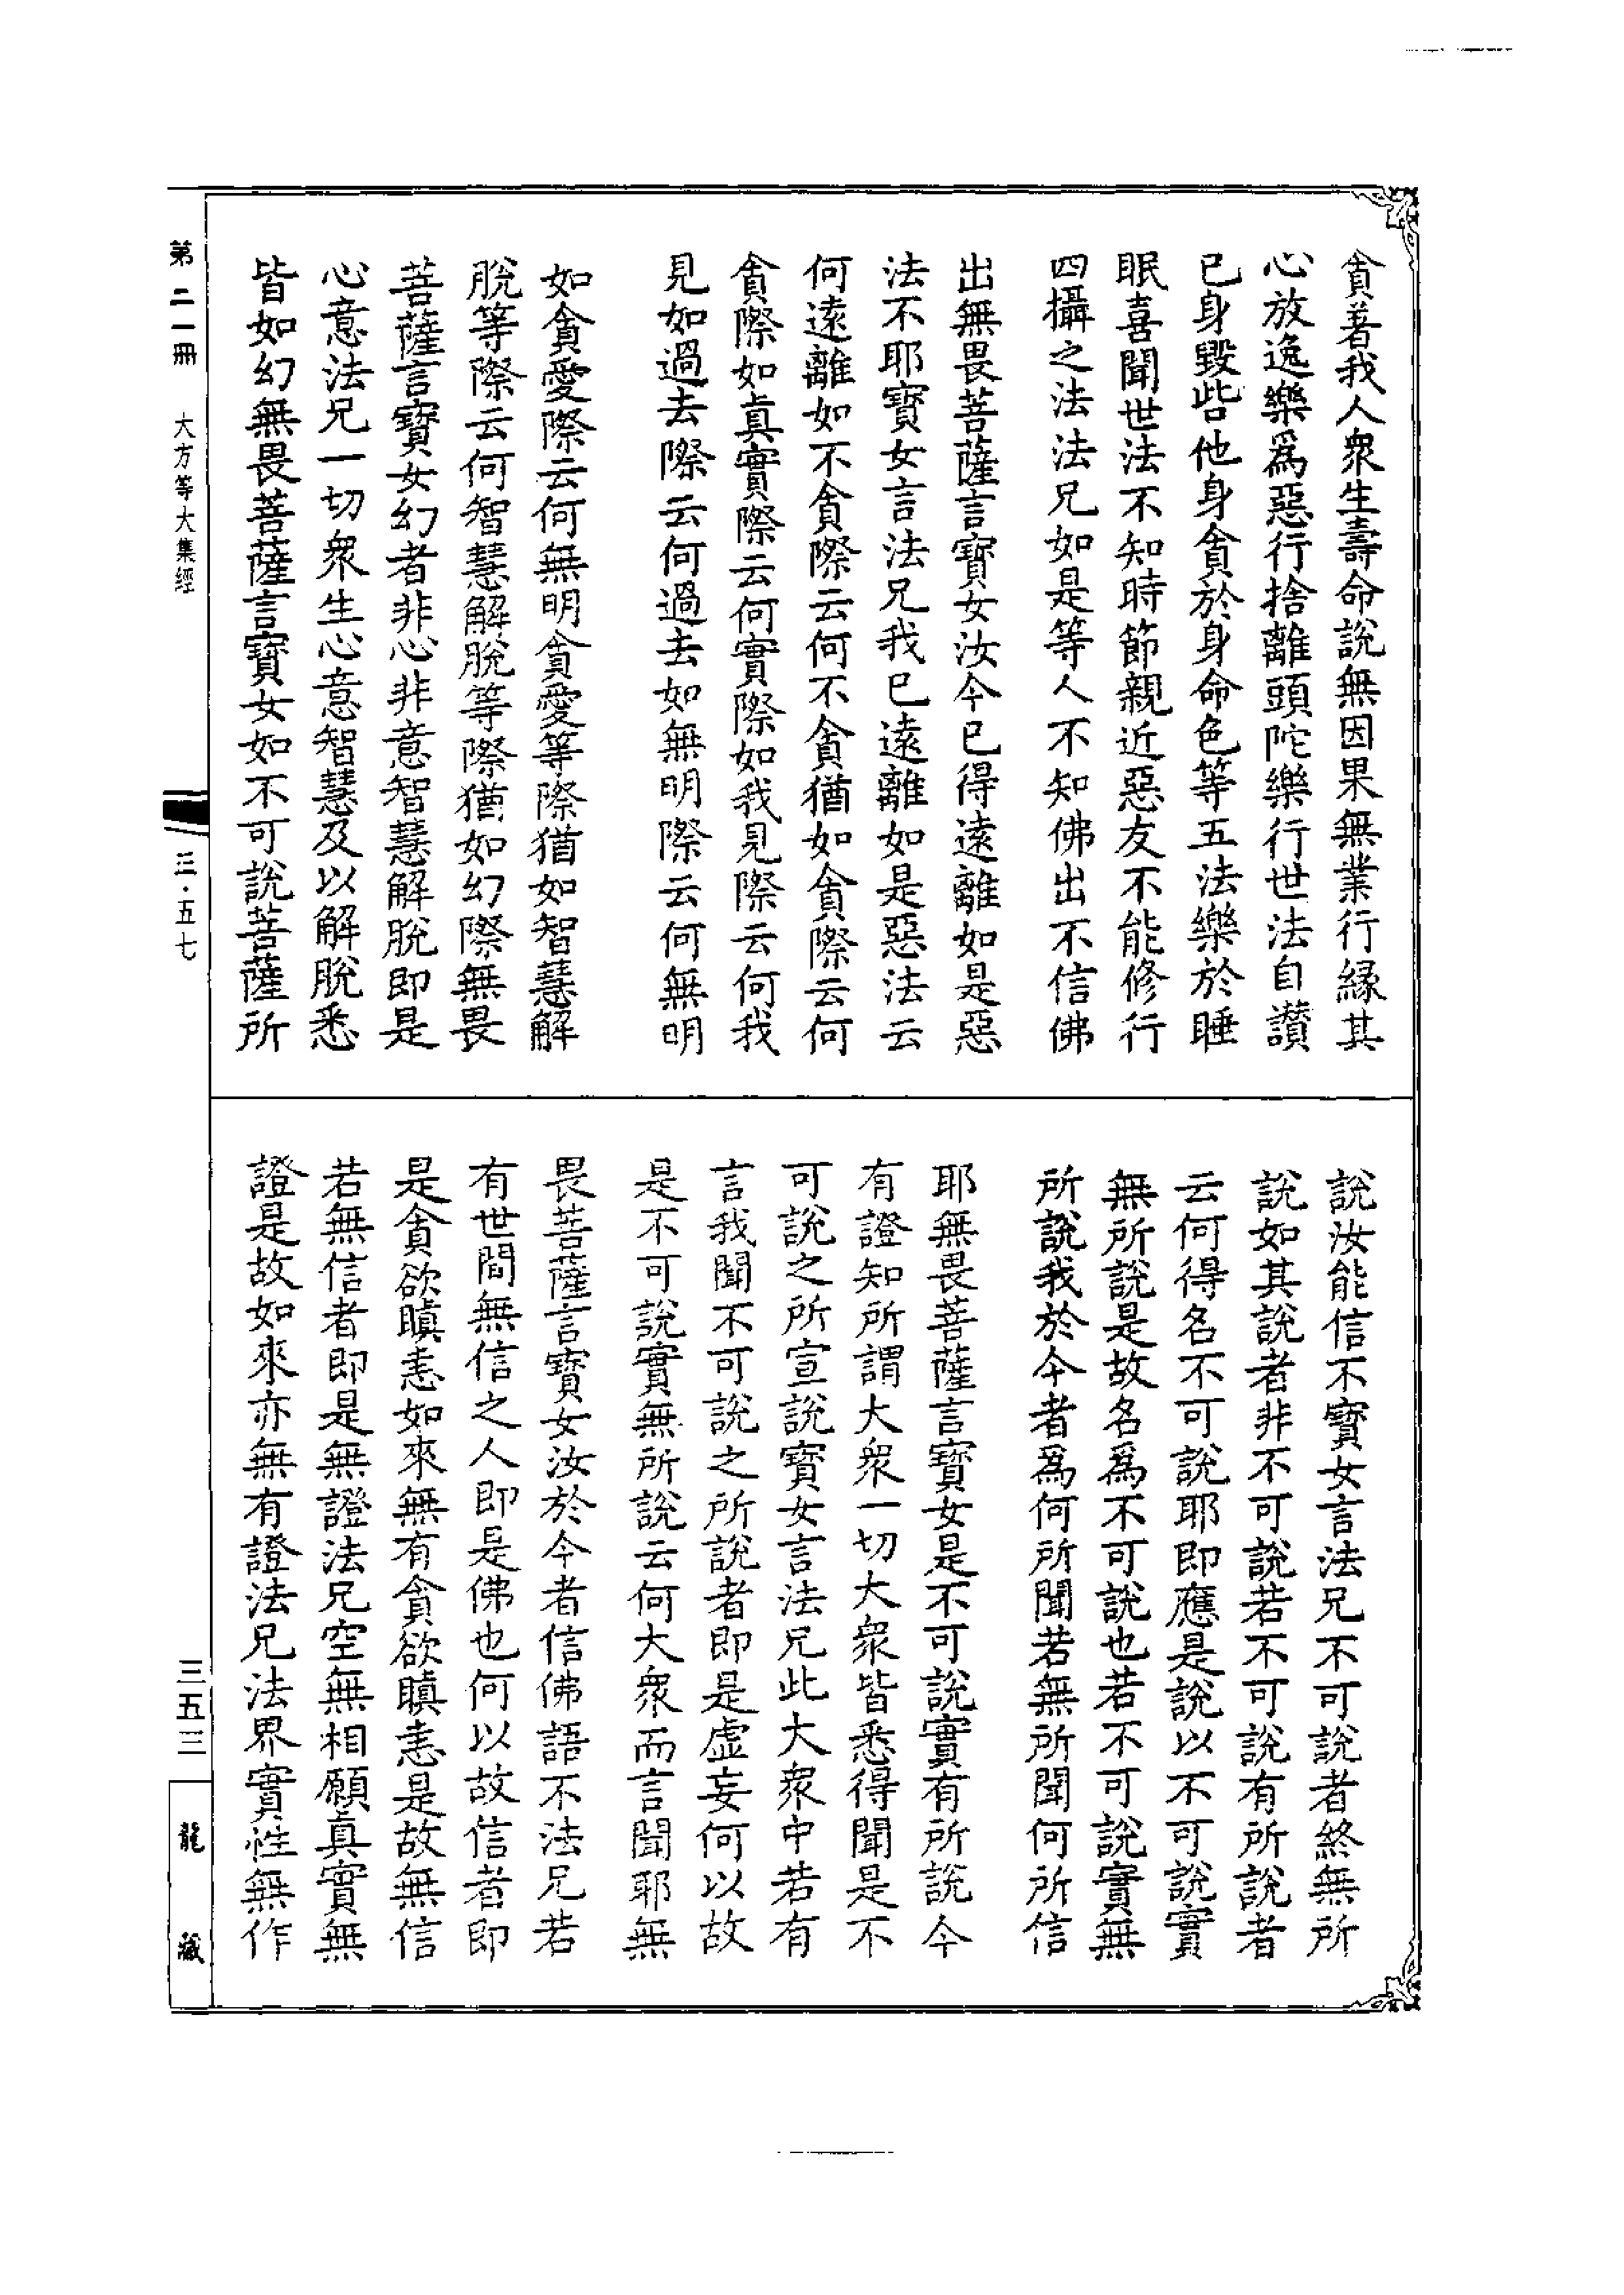 貪著我人衆生壽命說無因果無業行緣其
心放逸樂爲惡行捨離頭陀樂行世法自讃
已身毀呰他身貪於身命色等五法樂於睡
眠喜聞世法不知時節親近惡友不能修行
四攝之法法兄如是等人不知佛出不信佛
出無畏菩薩言寶女汝今已得遠離如是惡
法不耶寶女言法兄我已遠離如是惡法云
何遠離如不貪際云何不貪猶如貪際云何
貪際如真實際云何實際如我見際云何我
見如過去際云何過去如無明際云何無明
如貪愛際云何無明貪愛等際猶如智慧解
脫等際云何智慧解脫等際猶如幻際無畏
菩薩言寶女幻者非心非意智慧解脫即是
心意法兄一切衆生心意智慧及以解脫悉
皆如幻無畏菩薩言寶女如不可說菩薩所
說汝能信不寶女言法兄不可說者終無所
說如其說者非不可說若不可說有所說者
云何得名不可說耶即應是說以不可說實
無所說是故名爲不可說也若不可說實無
所說我於今者爲何所聞若無所聞何所信
耶無畏菩薩言寶女是不可說實有所說今
有證知所謂大衆一切大衆皆悉得聞是不
可說之所宣說寶女言法兄此大衆中若有
言我聞不可說之所說者即是虛妄何以故
是不可說實無所說云何大衆而言聞耶無
畏菩薩言寶女汝於今者信佛語不法兄若
有世間無信之人即是佛也何以故信者即
是貪欲瞋恚如來無有貪欲瞋恚是故無信
若無信者即是無證法兄空無相願真實無
證是故如來亦無有證法兄法界實性無作
第二一冊 大方等大集經
三·五七
三五三
龍藏